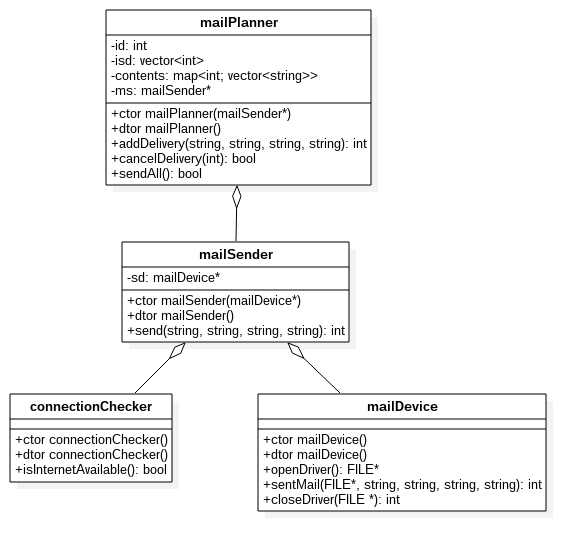 mailPlanner
-id: int
-isd: vector<int>
-contents: map<int; vector<string>>
-ms: mailSender*
+ctor mailPlanner(mailSender*)
+dtor mailPlanner()
+addDelivery(string, string, string, string): int
+cancelDelivery(int): bool
+sendAll(): bool
mailSender
-sd: mailDevice*
+ctor mailSender(mailDevice*)
+dtor mailSender()
+send(string, string, string, string): int
connectionChecker
+ctor connectionChecker()
+dtor connectionChecker()
+isInternetAvailable(): bool
mailDevice
+ctor mailDevice()
+dtor mailDevice()
+openDriver(): FILE*
+sentMail(FILE*, string, string, string, string): int
+closeDriver(FILE *): int